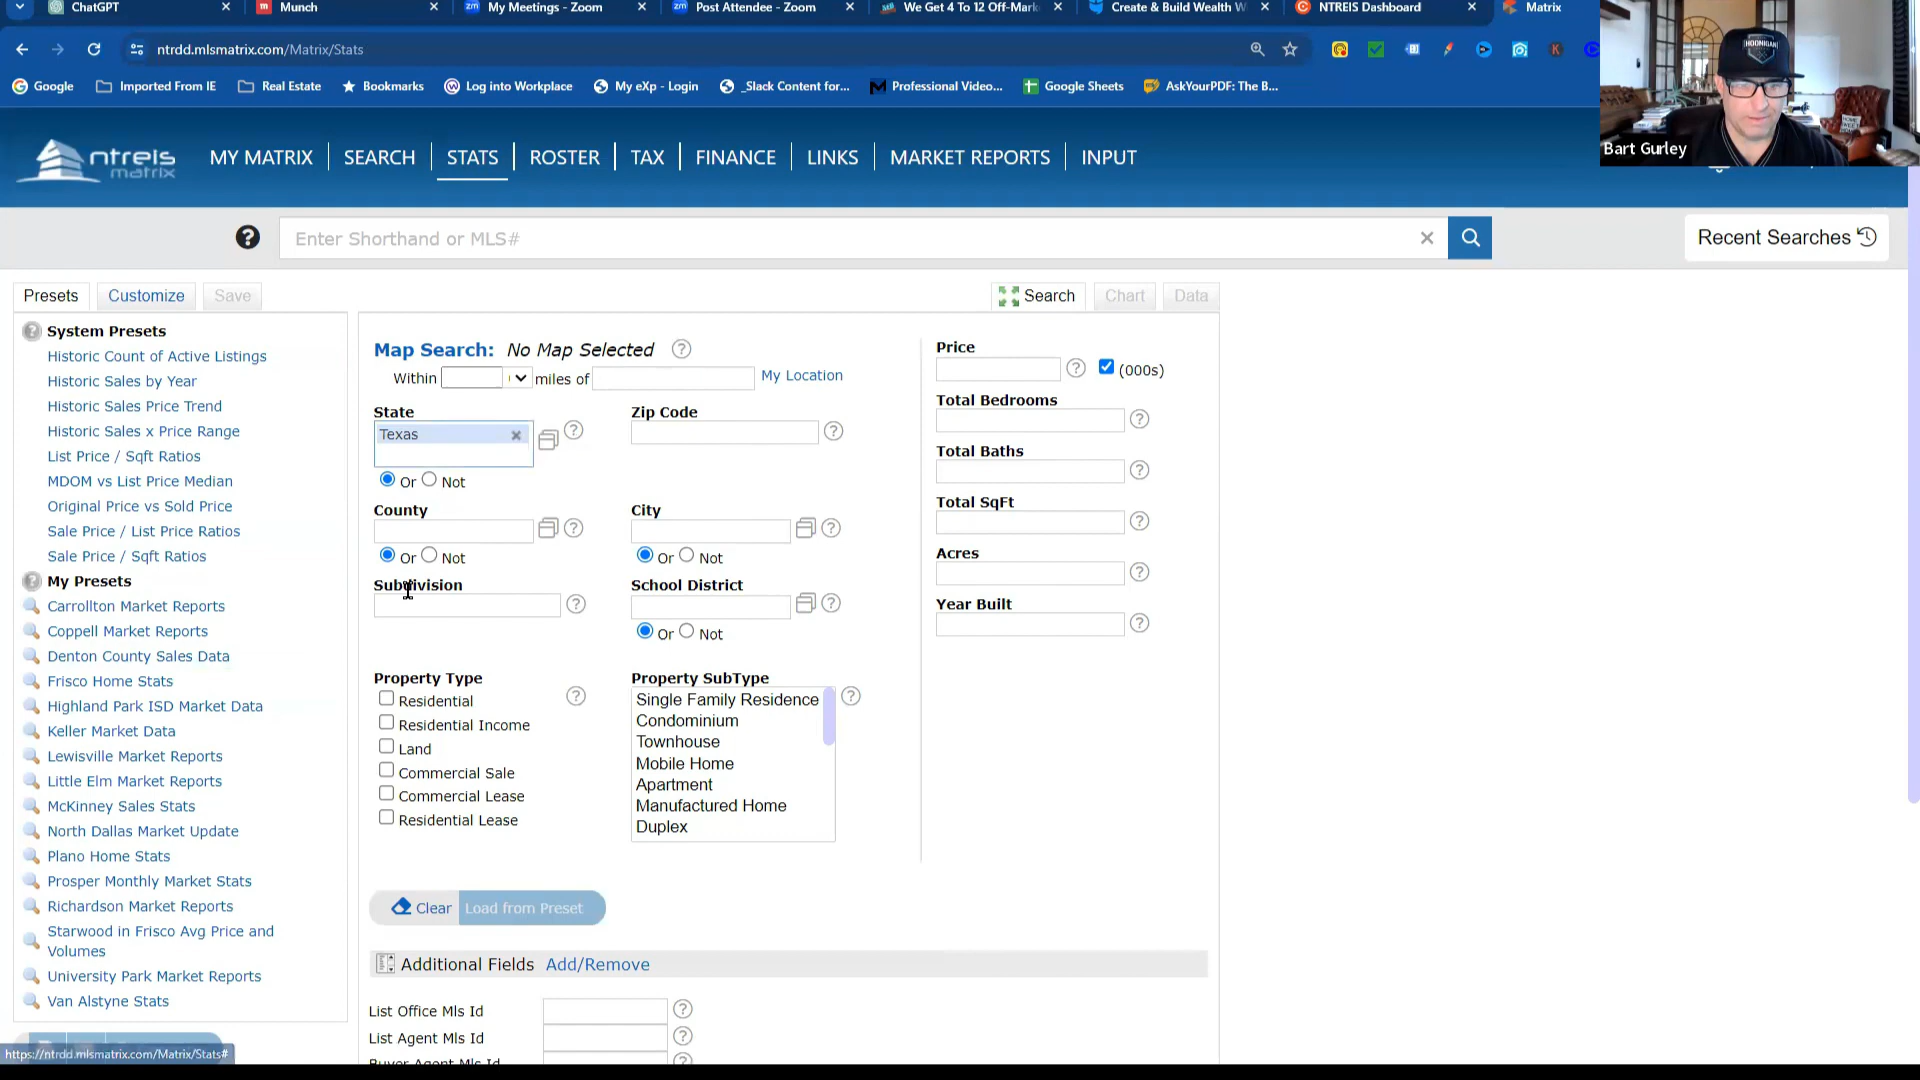 ChatGPT
Munch
My Meetings - Zoom
Post Attendee - Zoom
We Get 4 To 12 Off-Mark
Create & Build Wealth W
NTREIS Dashboard
Matrix
ntrdd.mlsmatrix.com/Matrix/Stats
Google
Imported From IE
Real Estate
Bookmarks
Log into Workplace
My eXp - Login
_Slack Content for...
Professional Video...
Google Sheets
AskYourPDF: The B...
HOONIGAN
Bart Gurley
ntreis matrix
MY MATRIX
SEARCH
STATS
ROSTER
TAX
FINANCE
LINKS
MARKET REPORTS
INPUT
Enter Shorthand or MLS#
Recent Searches
Presets
Customize
Save
Search
Chart
Data
System Presets
Historic Count of Active Listings
Historic Sales by Year
Historic Sales Price Trend
Historic Sales x Price Range
List Price / Sqft Ratios
MDOM vs List Price Median
Original Price vs Sold Price
Sale Price / List Price Ratios
Sale Price / Sqft Ratios
My Presets
Carrollton Market Reports
Coppell Market Reports
Denton County Sales Data
Frisco Home Stats
Highland Park ISD Market Data
Keller Market Data
Lewisville Market Reports
Little Elm Market Reports
McKinney Sales Stats
North Dallas Market Update
Plano Home Stats
Prosper Monthly Market Stats
Richardson Market Reports
Starwood in Frisco Avg Price and
Volumes
University Park Market Reports
Van Alstyne Stats
https://ntrdd.mlsmatrix.com/Matrix/Stats#
Map Search: No Map Selected
Within
miles of
My Location
State
Texas
Or Not
Zip Code
County
Or Not
City
Or Not
Subdivision
School District
Or Not
Property Type
Residential
Residential Income
Land
Commercial Sale
Commercial Lease
Residential Lease
Property SubType
Single Family Residence
Condominium
Townhouse
Mobile Home
Apartment
Manufactured Home
Duplex
Price
(000s)
Total Bedrooms
Total Baths
Total SqFt
Acres
Year Built
Clear
Load from Preset
Additional Fields Add/Remove
List Office Mls Id
List Agent Mls Id
Buyer Agent Mls Id